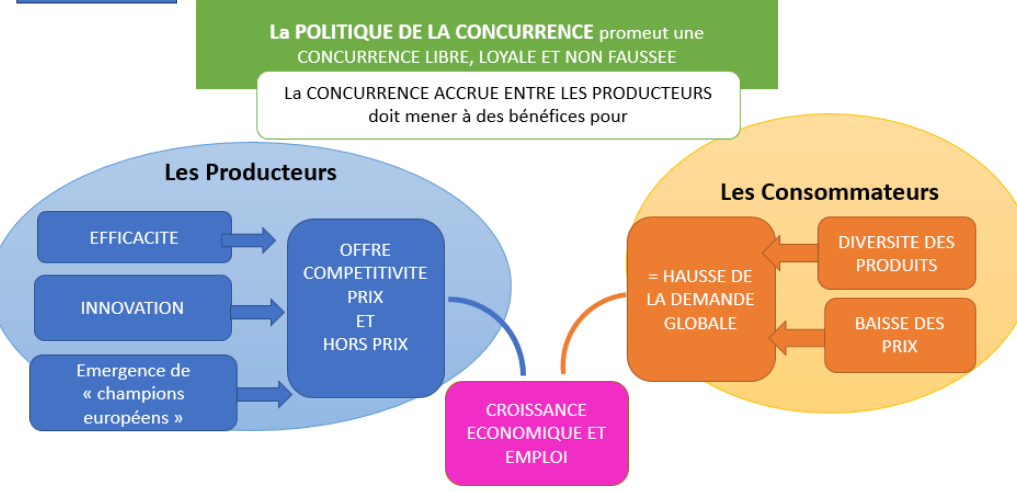 La POLITIQUE DE LA CONCURRENCE promeut une
CONCURRENCE LIBRE, LOYALE ET NON FAUSSEE
La CONCURRENCE ACCRUE ENTRE LES PRODUCTEURS
doit mener à des bénéfices pour
Les Producteurs
EFFICACITE
INNOVATION
Emergence de
« champions
européens »
OFFRE
COMPETITIVITE
PRIX
ET
HORS PRIX
Les Consommateurs
= HAUSSE DE
LA DEMANDE
GLOBALE
DIVERSITE DES
PRODUITS
BAISSE DES
PRIX
CROISSANCE
ECONOMIQUE ET
EMPLOI